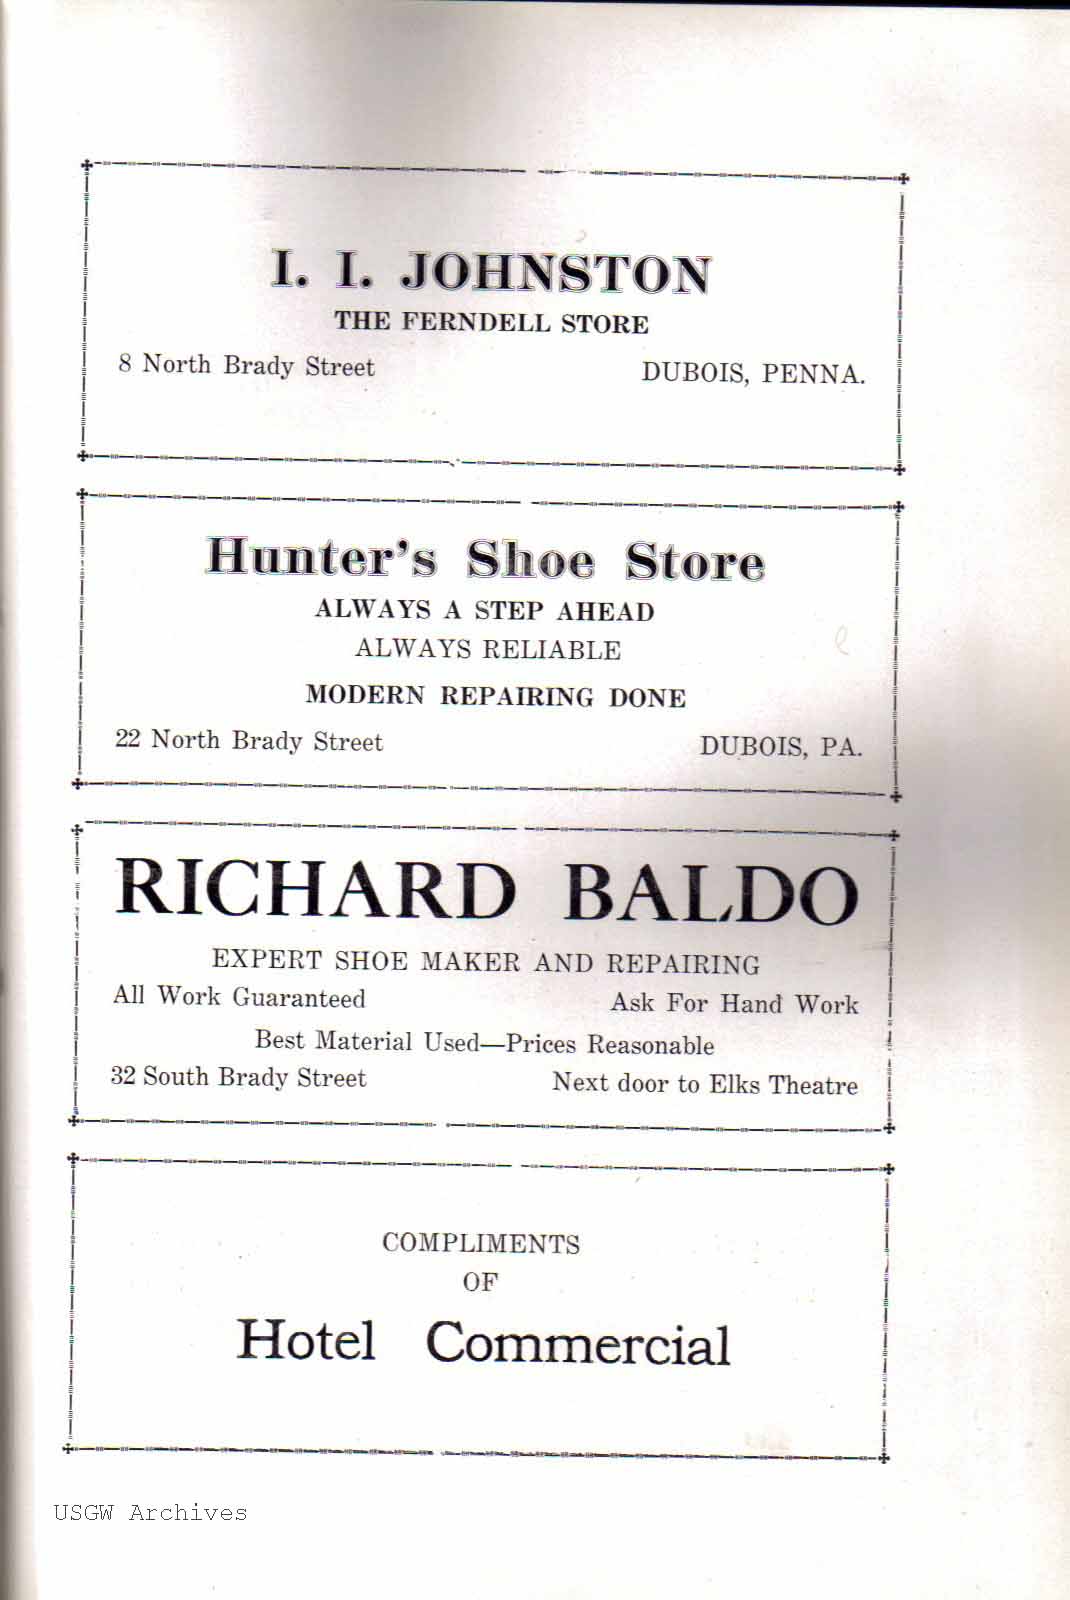 I. I. JOHNSTON
THE FERNDELL STORE
8 North Brady Street DUBOIS, PENNA.
Hunter's Shoe Store
ALWAYS A STEP AHEAD
ALWAYS RELIABLE
MODERN REPAIRING DONE
22 North Brady Street DUBOIS, PA.
RICHARD BALDO
EXPERT SHOE MAKER AND REPAIRING
All Work Guaranteed Ask For Hand Work
Best Material Used—Prices Reasonable
32 South Brady Street Next door to Elks Theatre
COMPLIMENTS
OF
Hotel Commercial
USGW Archives